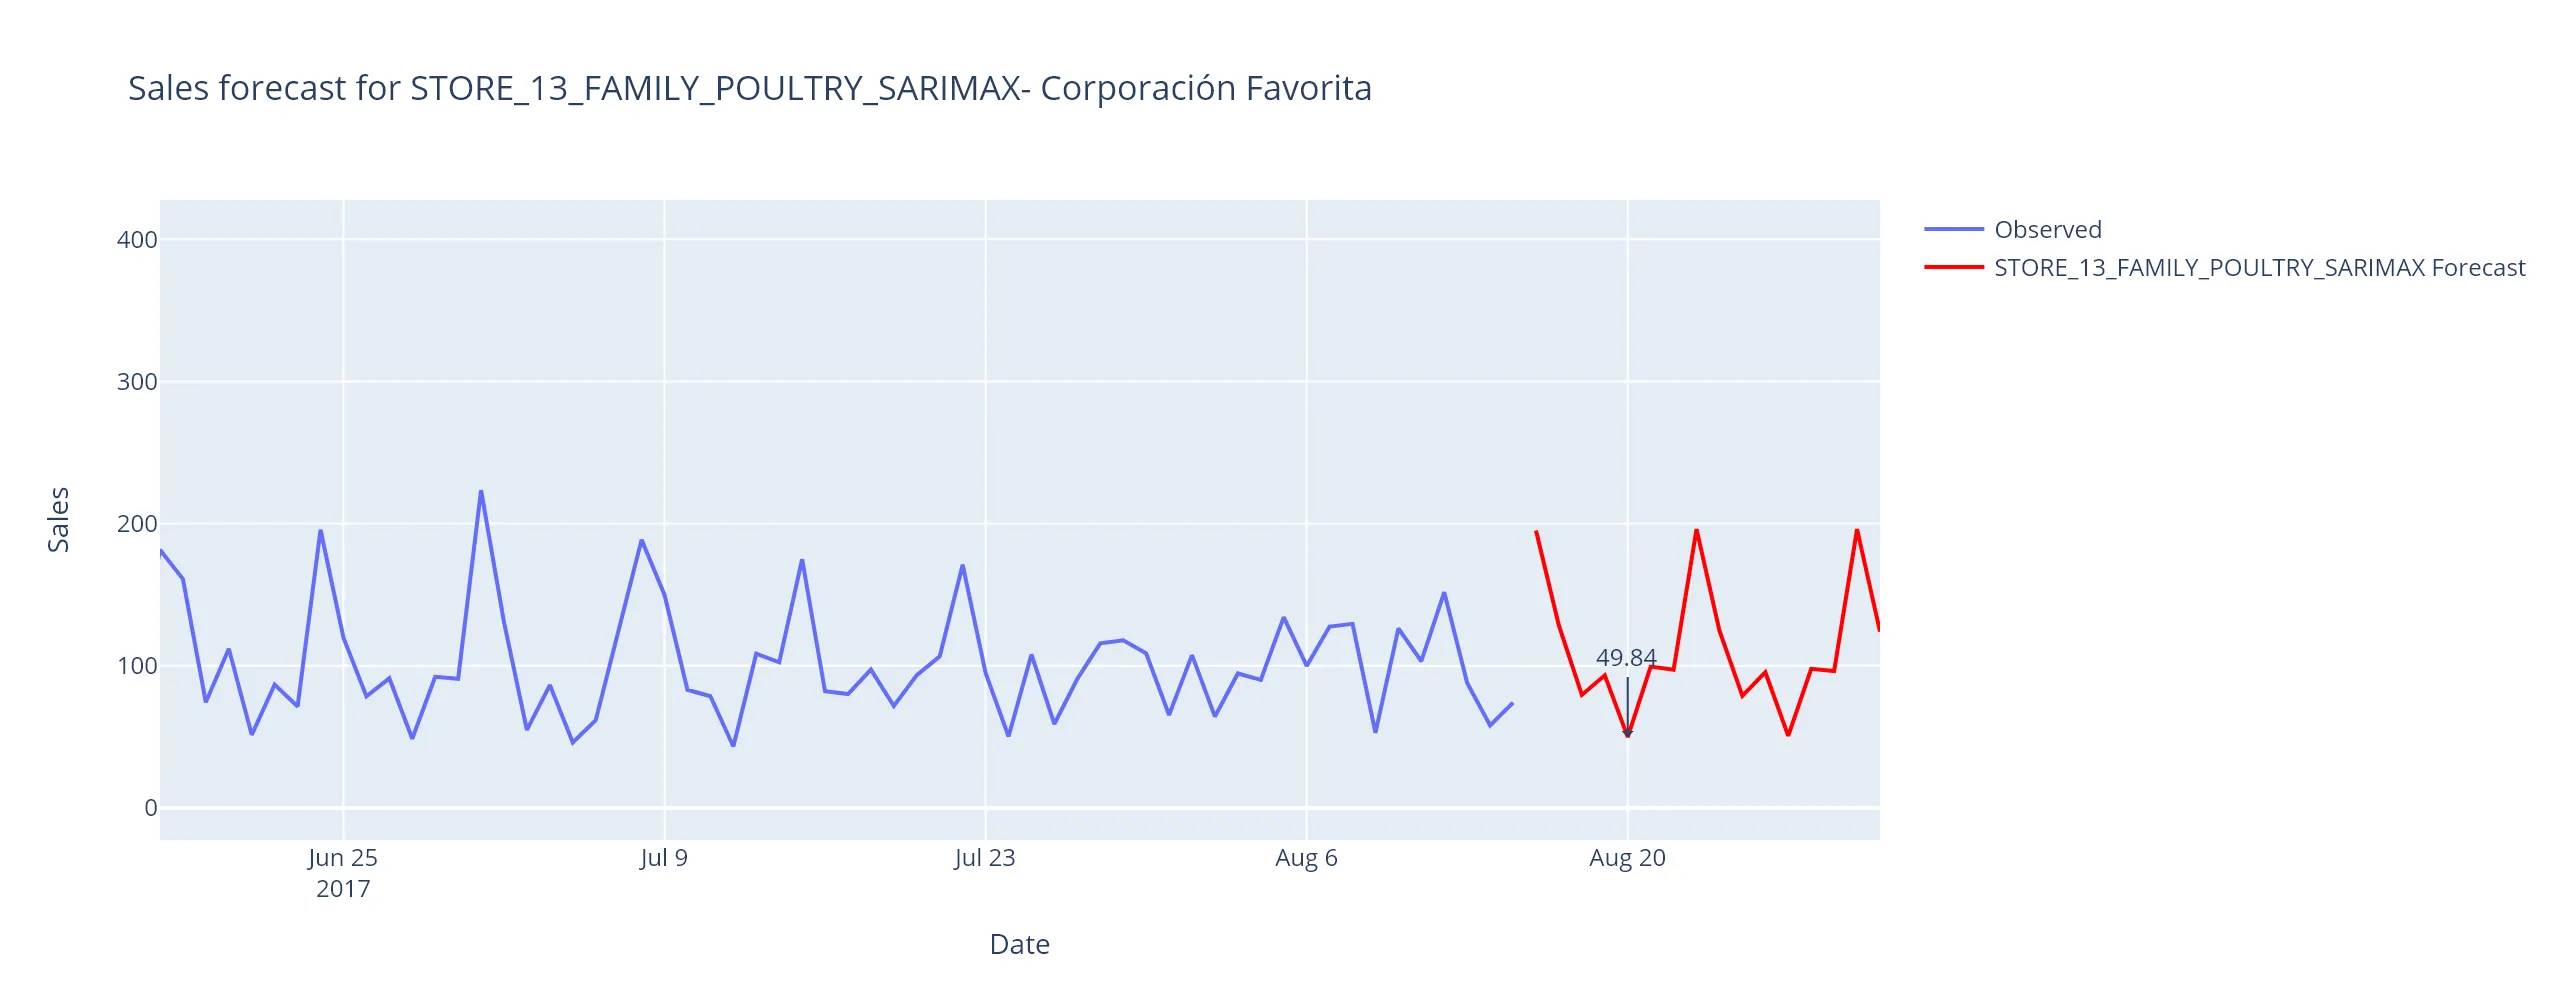 Sales forecast for STORE_13_FAMILY_POULTRY_SARIMAX- Corporación Favorita
Observed
STORE_13_FAMILY_POULTRY_SARIMAX Forecast
400
300
200
100
0
Sales
49.84
Jun 25
2017
Jul 9
Jul 23
Aug 6
Aug 20
Date